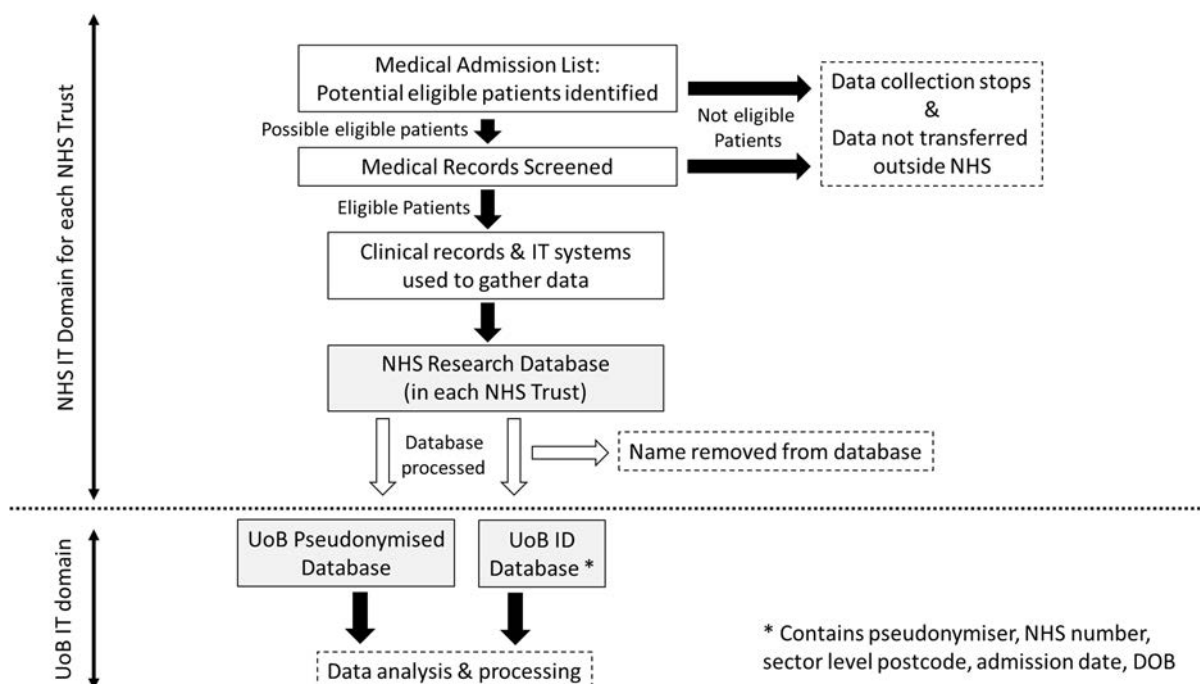 NHS IT Domain for each NHS Trust
Medical Admission List:
Potential eligible patients identified
Data collection stops
&
Data not transferred
outside NHS
Not eligible
Patients
Possible eligible patients
Medical Records Screened
Eligible Patients
Clinical records & IT systems
used to gather data
NHS Research Database
(in each NHS Trust)
Database
processed
Name removed from database
UoB IT domain
UoB Pseudonymised
Database
UoB ID
Database *
Data analysis & processing
* Contains pseudonymiser, NHS number,
sector level postcode, admission date, DOB